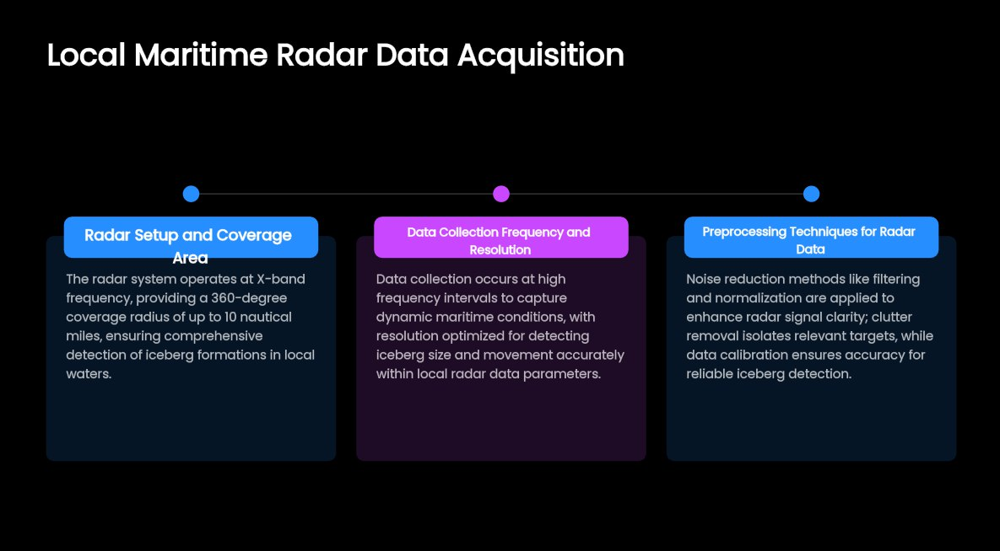 Local Maritime Radar Data Acquisition
Radar Setup and Coverage
Area
The radar system operates at X-band
frequency, providing a 360-degree
coverage radius of up to 10 nautical
miles, ensuring comprehensive
detection of iceberg formations in local
waters.
Data Collection Frequency and
Resolution
Data collection occurs at high
frequency intervals to capture
dynamic maritime conditions, with
resolution optimized for detecting
iceberg size and movement accurately
within local radar data parameters.
Preprocessing Techniques for Radar
Data
Noise reduction methods like filtering
and normalization are applied to
enhance radar signal clarity; clutter
removal isolates relevant targets, while
data calibration ensures accuracy for
reliable iceberg detection.